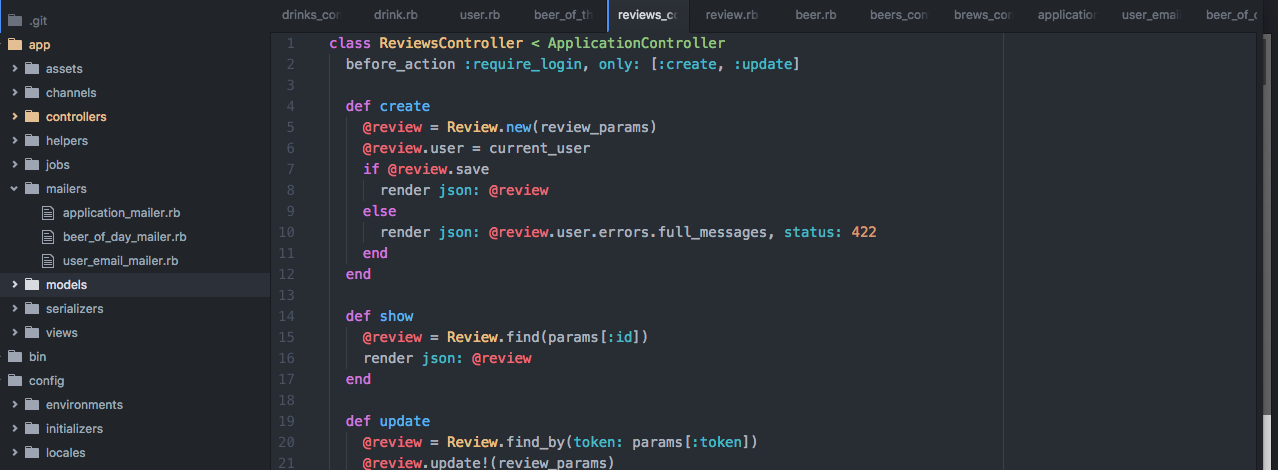 drinks_con drink.rb user.rb beer_of_th reviews_co review.rb beer.rb beers_con brews_con application user_email beer_of_d
.git
app
assets
channels
controllers
helpers
jobs
mailers
application_mailer.rb
beer_of_day_mailer.rb
user_email_mailer.rb
models
serializers
views
bin
config
environments
initializers
locales
1 class ReviewsController < ApplicationController
2 before_action :require_login, only: [:create, :update]
3
4 def create
5 @review = Review.new(review_params)
6 @review.user = current_user
7 if @review.save
8 render json: @review
9 else
10 render json: @review.user.errors.full_messages, status: 422
11 end
12 end
13
14 def show
15 @review = Review.find(params[:id])
16 render json: @review
17 end
18
19 def update
20 @review = Review.find_by(token: params[:token])
21 @review.update!(review_params)